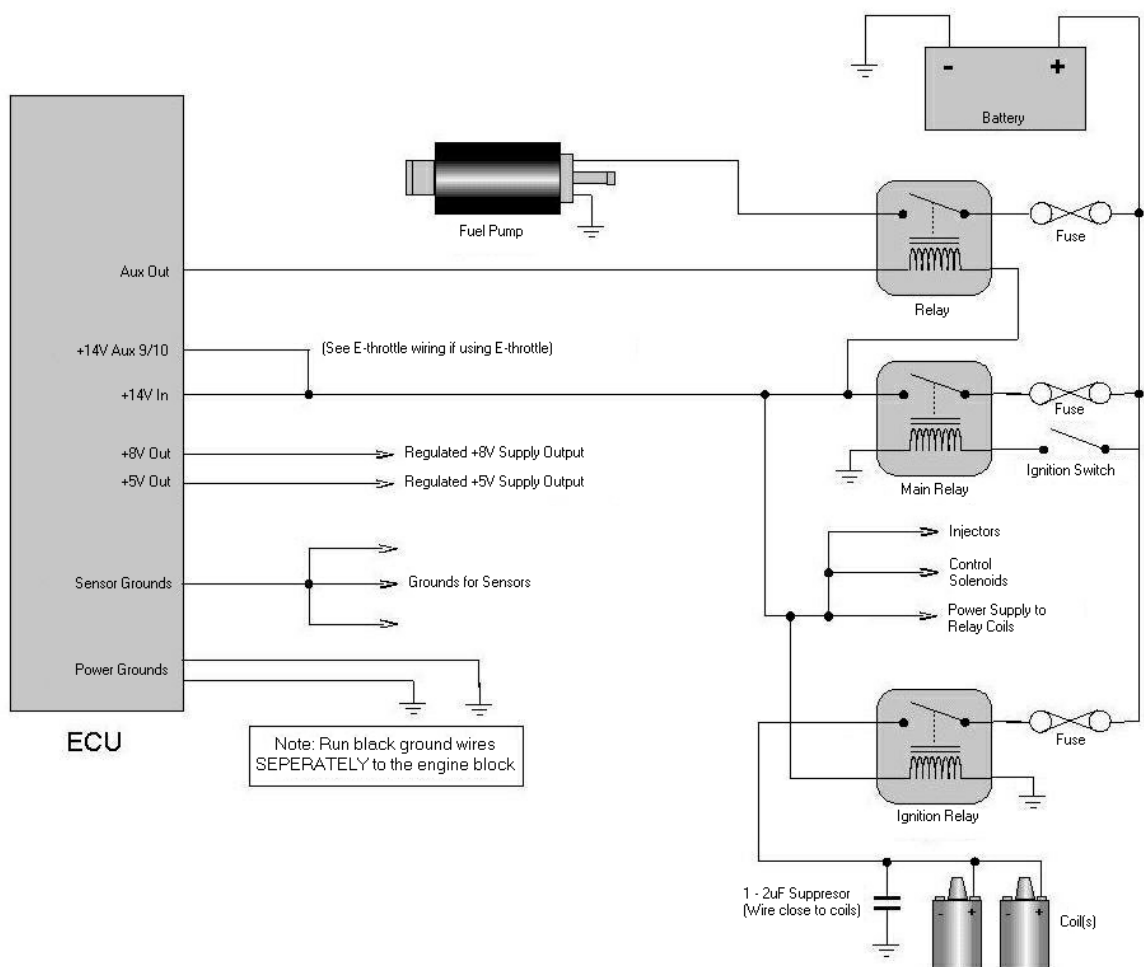 -
+
Battery
Fuel Pump
Fuse
Aux Out
Relay
+14V Aux 9/10
(See E-throttle wiring if using E-throttle)
+14V In
Fuse
+8V Out
Regulated +8V Supply Output
Ignition Switch
+5V Out
Regulated +5V Supply Output
Main Relay
Injectors
Control
Solenoids
Sensor Grounds
Grounds for Sensors
Power Supply to
Relay Coils
Power Grounds
ECU
Note: Run black ground wires
SEPERATELY to the engine block
Fuse
Ignition Relay
1 - 2uF Suppresor
(Wire close to coils)
- +
- +
Coil(s)